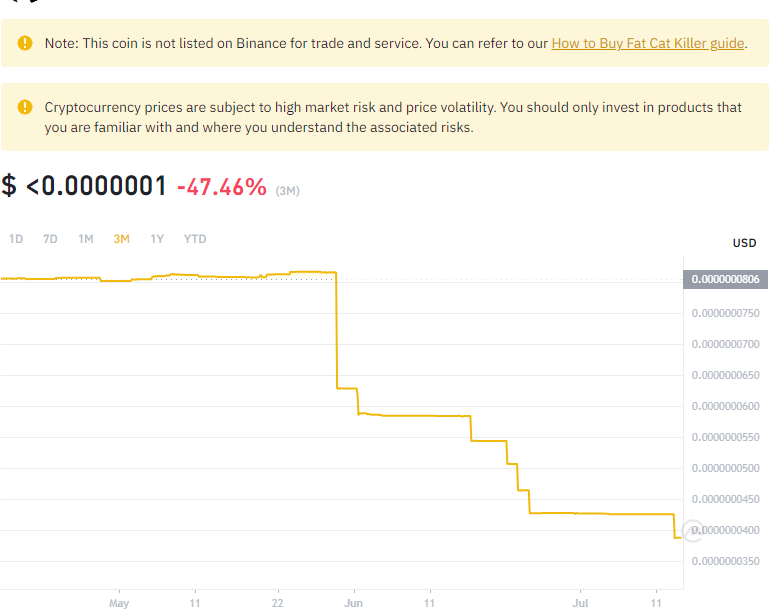 Note: This coin is not listed on Binance for trade and service. You can refer to our How to Buy Fat Cat Killer guide.
Cryptocurrency prices are subject to high market risk and price volatility. You should only invest in products that
you are familiar with and where you understand the associated risks.
$ <0.0000001 -47.46% (3M)
1D 7D 1M 3M 1Y YTD
USD
0.0000000806
0.0000000750
0.0000000700
0.0000000650
0.0000000600
0.0000000550
0.0000000500
0.0000000450
0.0000000400
0.0000000350
May 11 22 Jun 11 Jul 11